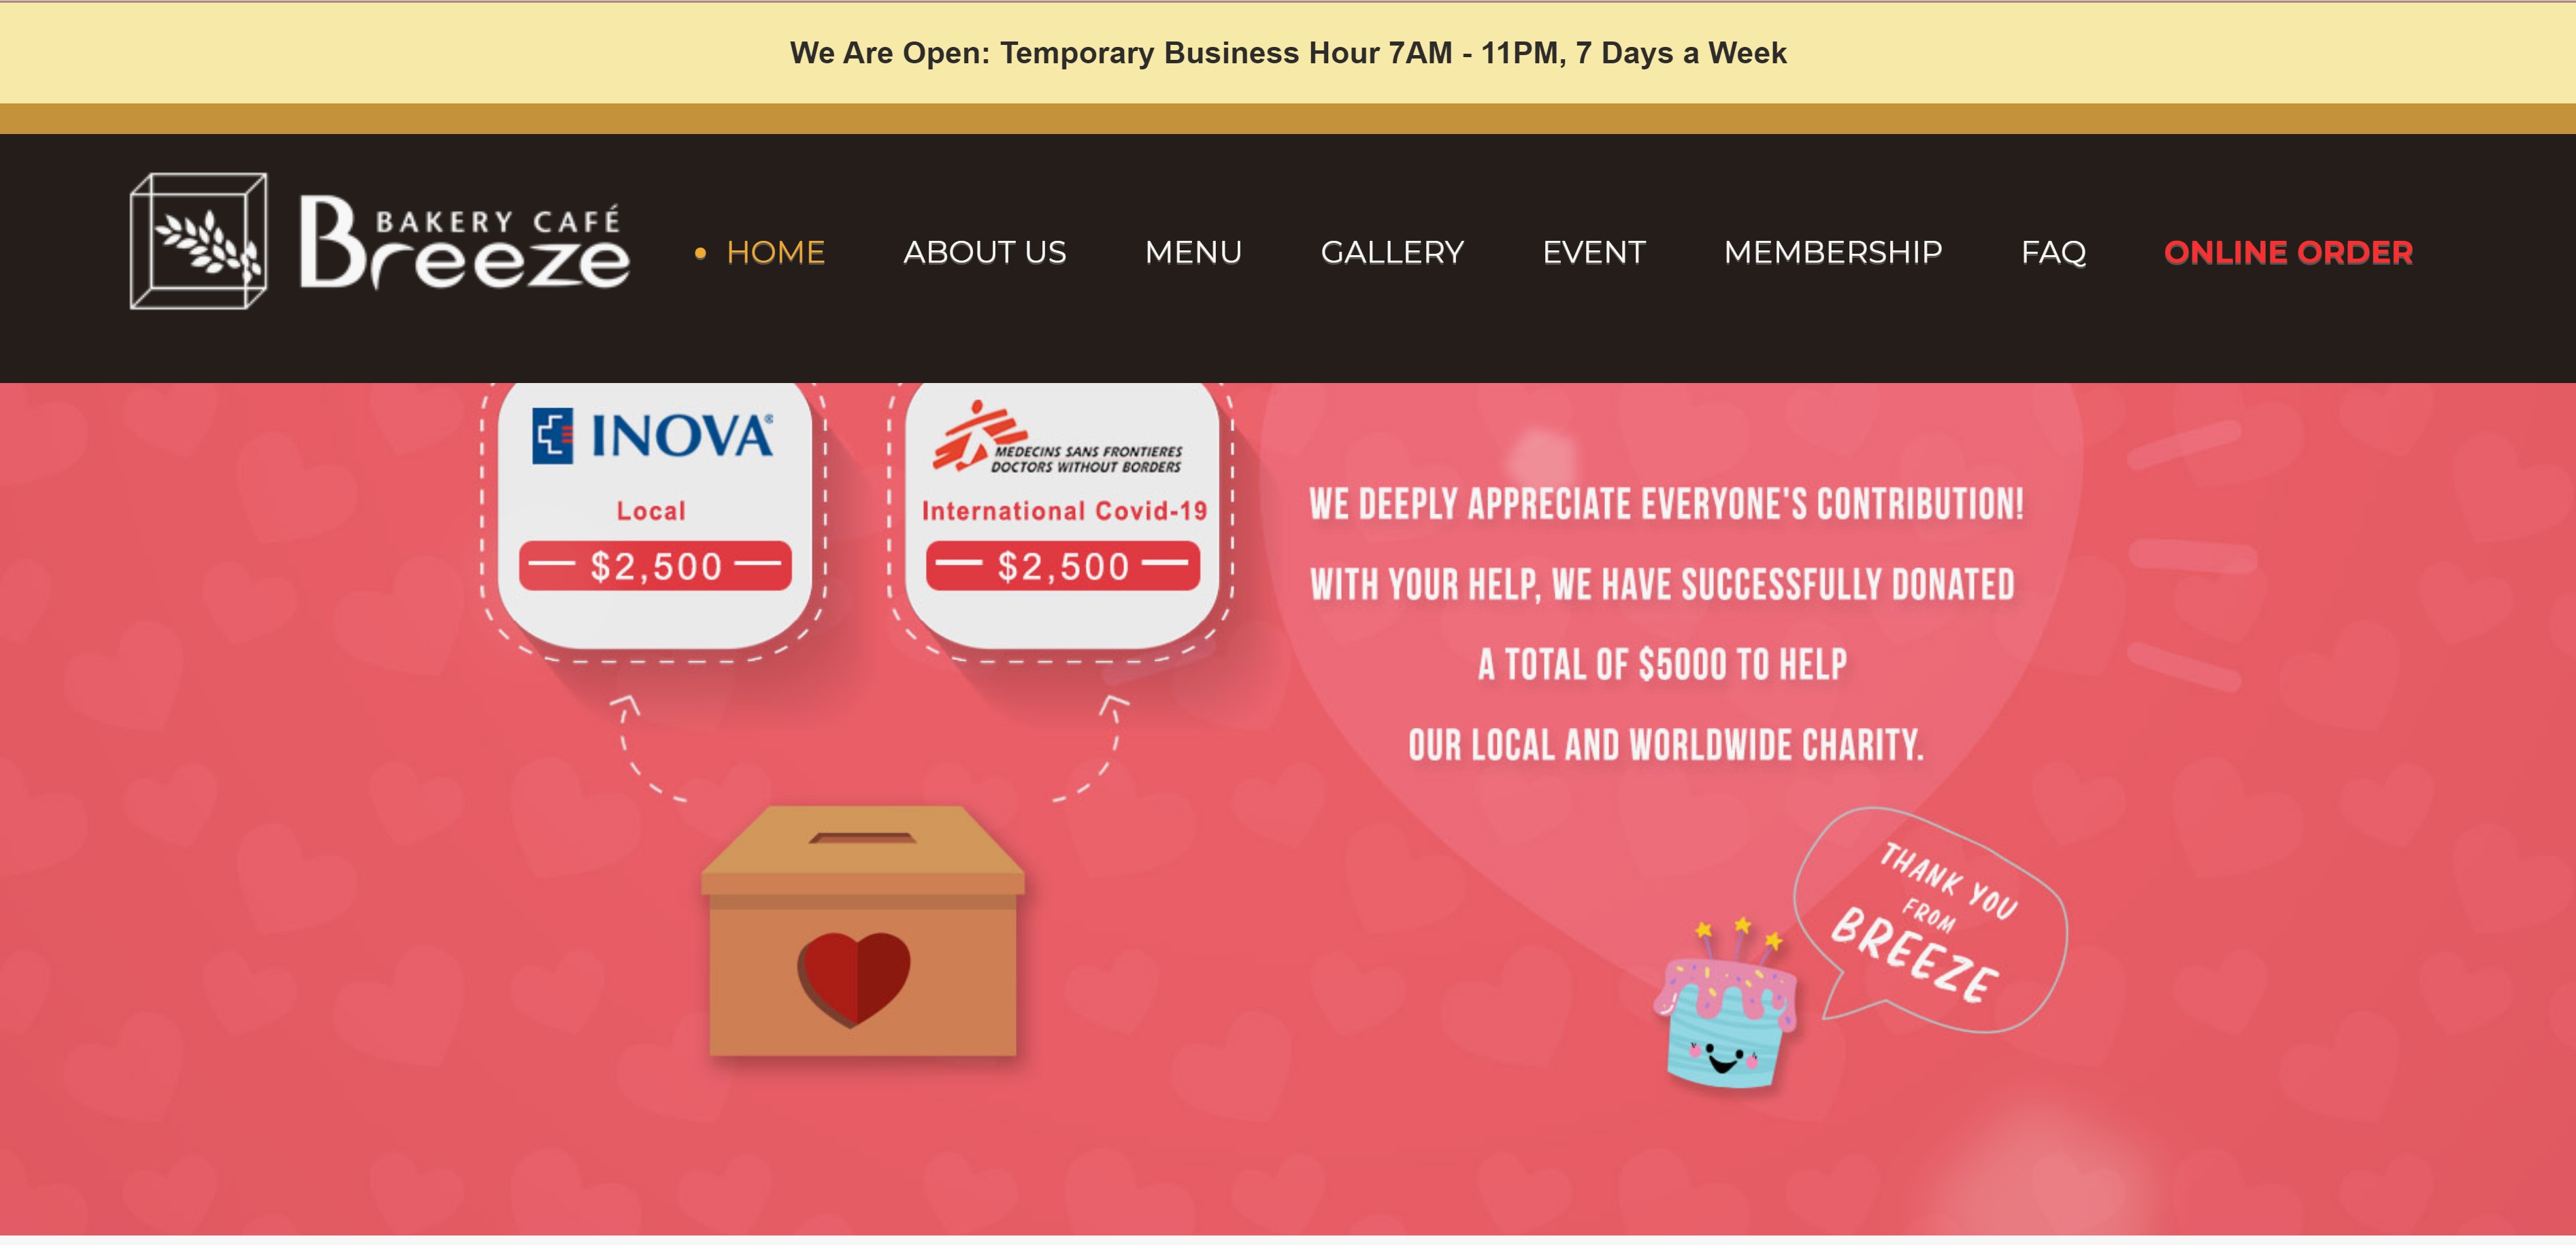 We Are Open: Temporary Business Hour 7AM - 11PM, 7 Days a Week
BAKERY CAFÉ
Breeze
HOME
ABOUT US
MENU
GALLERY
EVENT
MEMBERSHIP
FAQ
ONLINE ORDER
INOVA®
Local
$2,500
MEDECINS SANS FRONTIERES
DOCTORS WITHOUT BORDERS
International Covid-19
$2,500
WE DEEPLY APPRECIATE EVERYONE'S CONTRIBUTION!
WITH YOUR HELP, WE HAVE SUCCESSFULLY DONATED
A TOTAL OF $5000 TO HELP
OUR LOCAL AND WORLDWIDE CHARITY.
THANK YOU
FROM
BREEZE